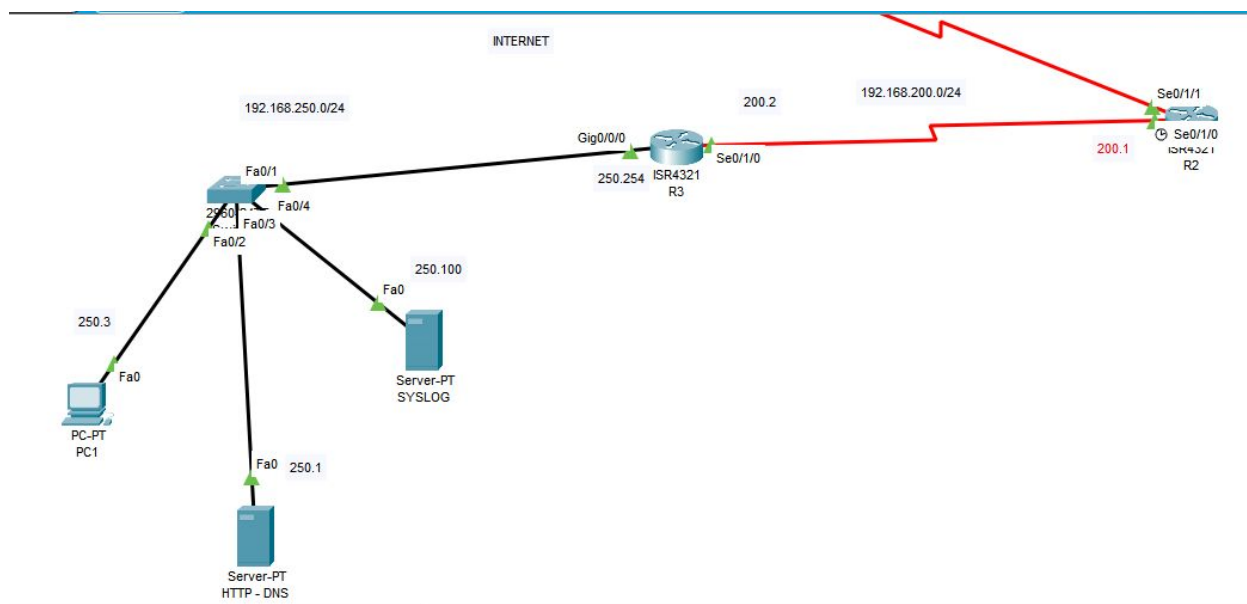 INTERNET
192.168.250.0/24
200.2
192.168.200.0/24
Se0/1/1
Gig0/0/0
Se0/1/0
Se0/1/0
200.1
ISR4321
R2
250.254
ISR4321
R3
Fa0/1
Fa0/4
Fa0/3
Fa0/2
2960
250.100
Fa0
250.3
Fa0
Server-PT
SYSLOG
PC-PT
PC1
Fa0
250.1
Server-PT
HTTP - DNS